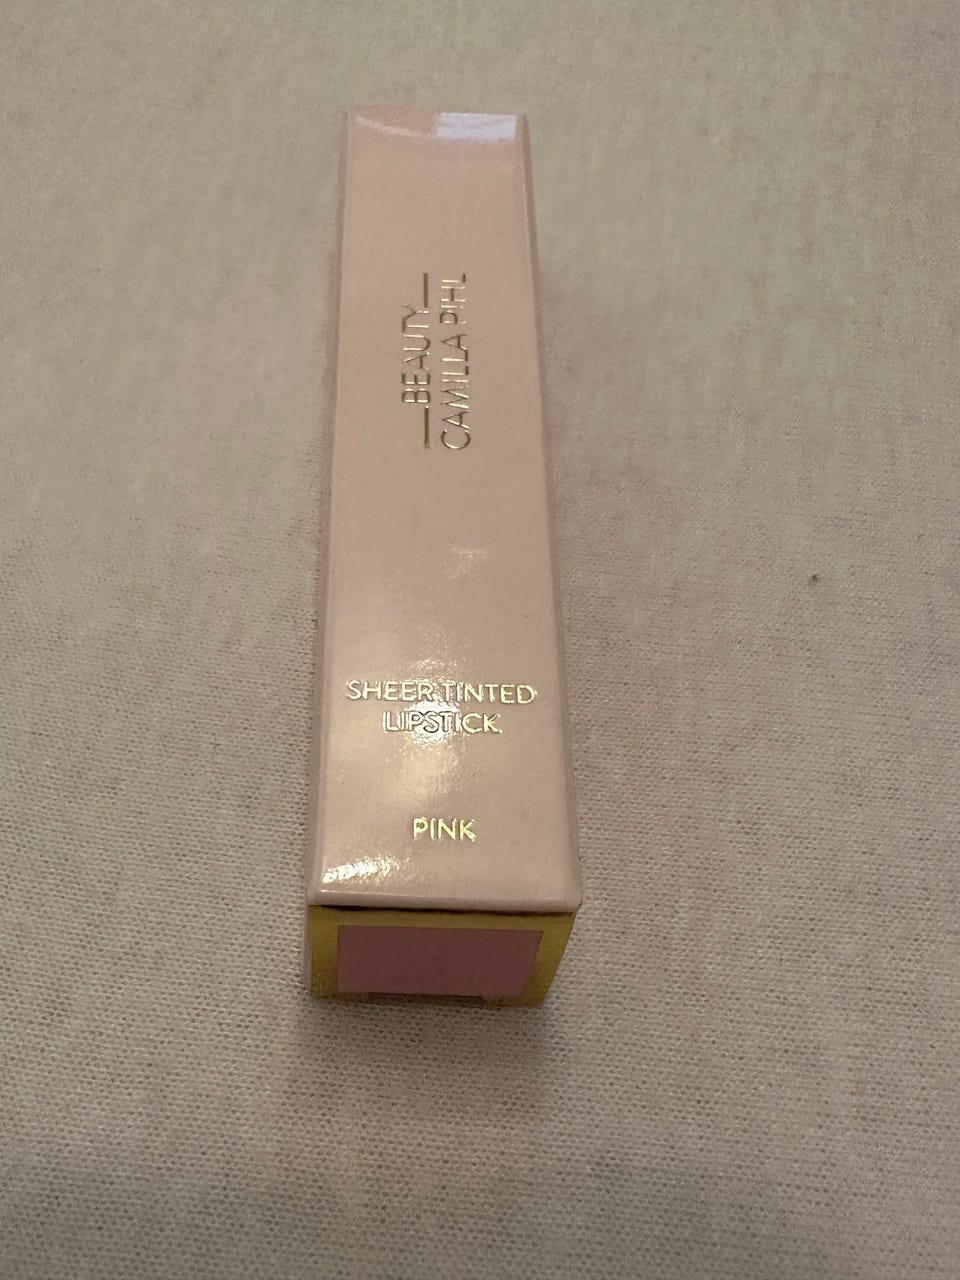 BEAUTY
CAMILLA PIHL
SHEER TINTED
LIPSTICK
PINK